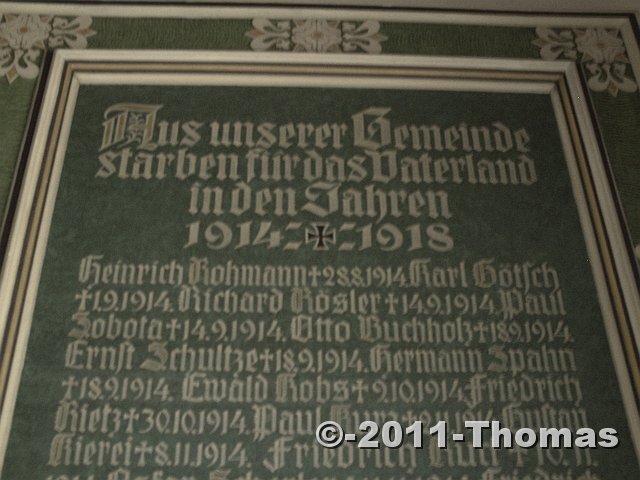 Aus unserer Gemeinde
starben für das Vaterland
in den Jahren
1914 1918
Heinrich Rohmann † 28.8.1914. Karl Götsch
† 1.9.1914. Richard Rösler † 14.9.1914. Paul
Sobota † 14.9.1914. Otto Buchholz † 18.9.1914.
Ernst Schultze † 18.9.1914. Hermann Spahn
† 18.9.1914. Ewald Kobs † 9.10.1914. Friedrich
Rietz † 30.10.1914. Paul
† 8.11.1914. Friedrich
©-2011-Thomas